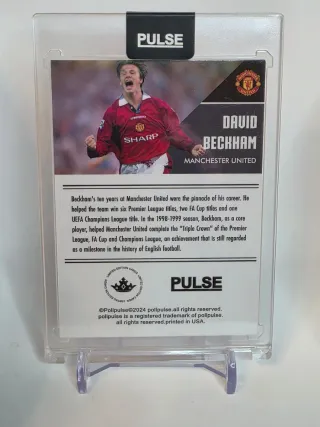 PULSE
SHARP
DAVID
BECKHAM
MANCHESTER UNITED
Beckham's ten years at Manchester United were the pinnacle of his career. He
helped the team win six Premier League titles, two FA Cup titles and one
UEFA Champions League title. In the 1998-1999 season, Beckham, as a core
player, helped Manchester United complete the "Triple Crown" of the Premier
League, FA Cup and Champions League, an achievement that is still regarded
as a milestone in the history of English football.
PULSE
©Polipulse©2024 polipulse.all rights reserved.
polipulse is a registered trademark of polipulse.
all rights reserved.printed in USA.